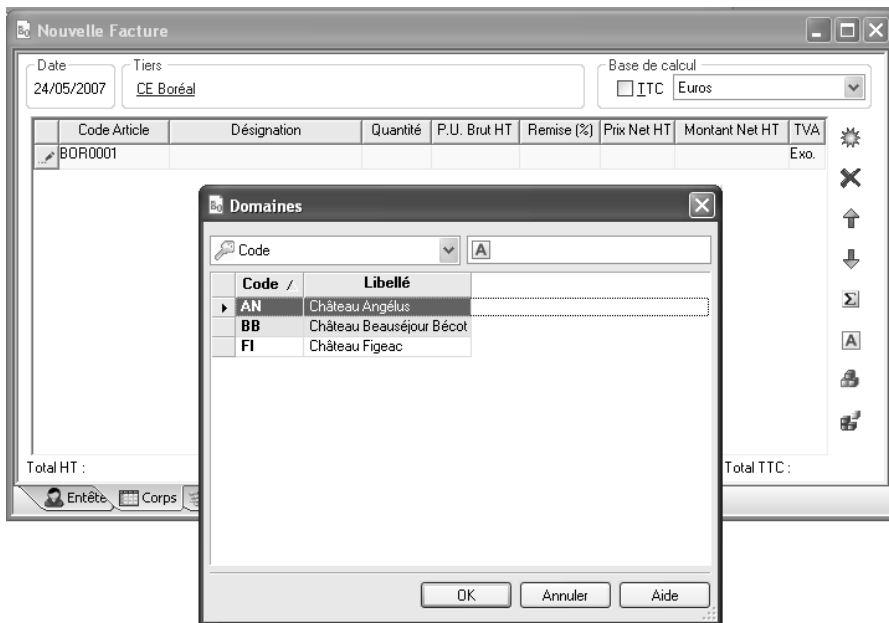 Nouvelle Facture
Date Tiers Base de calcul
24/05/2007 CE Boréal TTC Euros
Code Article Désignation Quantité P.U. Brut HT Remise (%) Prix Net HT Montant Net HT TVA
BOR0001 Exo.
Domaines
Code A
Code Libellé
AN Château Angélus
BB Château Beauséjour Bécot
FI Château Figeac
Σ
A
Total HT : Total TTC :
Entête Corps
OK Annuler Aide